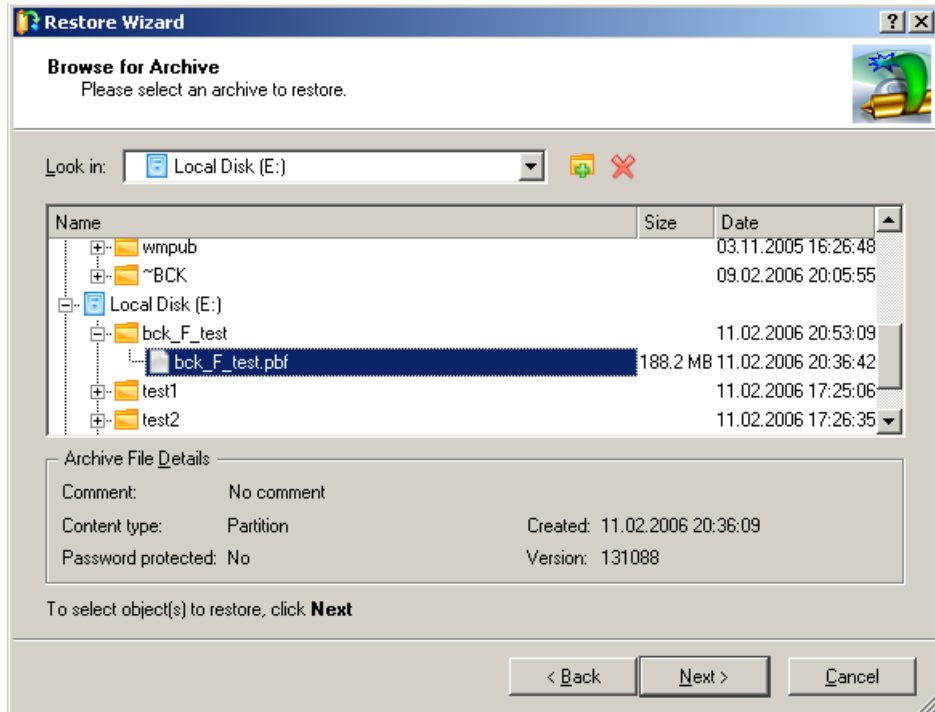 Restore Wizard
Browse for Archive
Please select an archive to restore.
Look in: Local Disk (E:)
Name Size Date
wmpub 03.11.2005 16:26:48
~BCK 09.02.2006 20:05:55
Local Disk (E:)
bck_F_test 11.02.2006 20:53:09
bck_F_test.pbf 188.2 MB 11.02.2006 20:36:42
test1 11.02.2006 17:25:06
test2 11.02.2006 17:26:35
Archive File Details
Comment: No comment
Content type: Partition Created: 11.02.2006 20:36:09
Password protected: No Version: 131088
To select object(s) to restore, click Next
< Back Next > Cancel